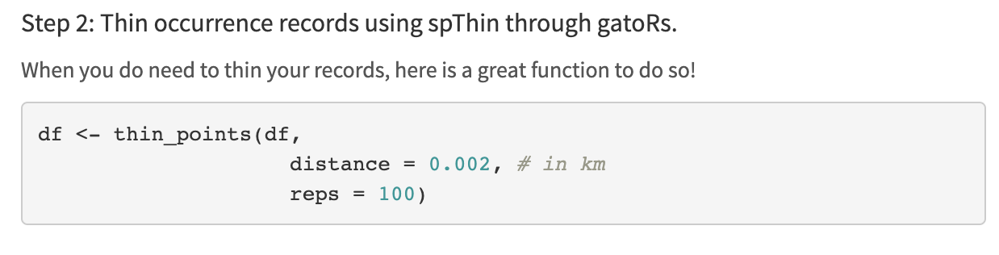 Step 2: Thin occurrence records using spThin through gatoRs.
When you do need to thin your records, here is a great function to do so!
df <- thin_points(df,
                    distance = 0.002, # in km
                    reps = 100)